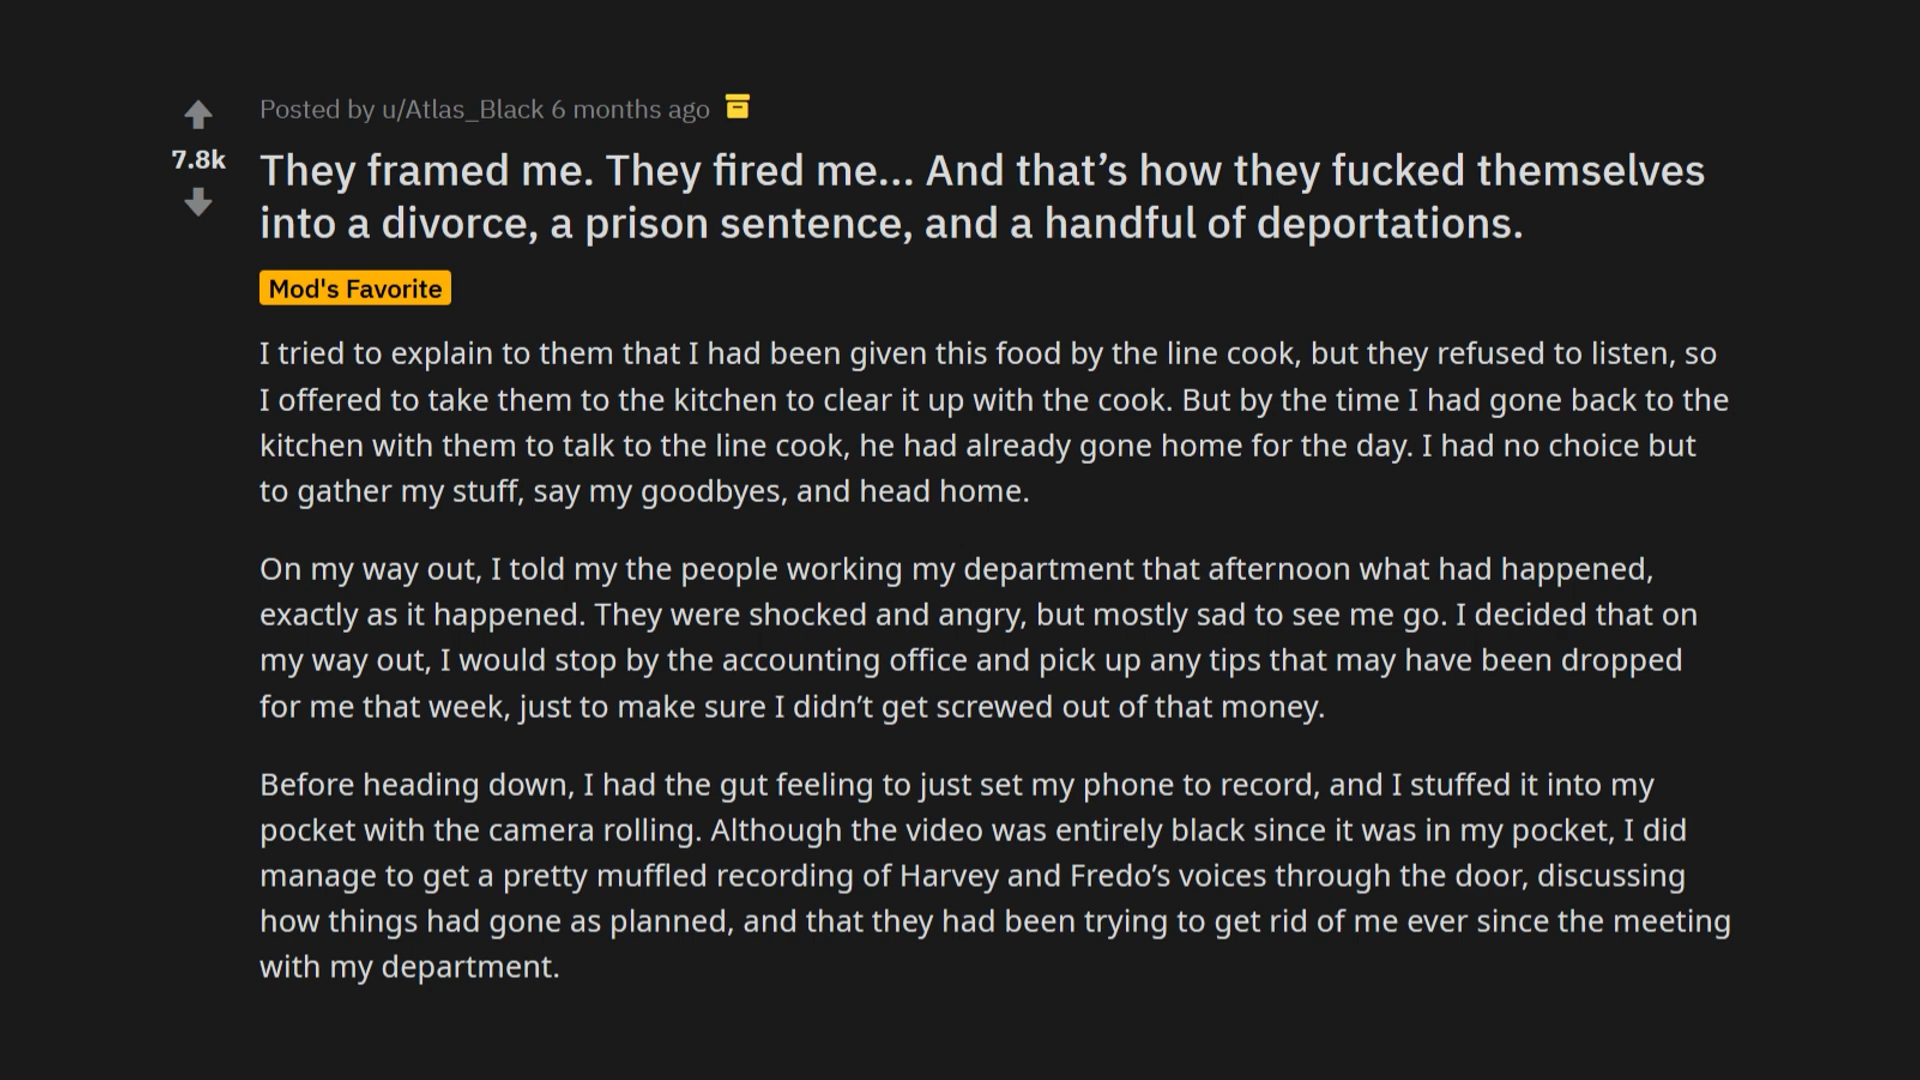 Posted by u/Atlas_Black 6 months ago
7.8k
They framed me. They fired me... And that’s how they fucked themselves
into a divorce, a prison sentence, and a handful of deportations.
Mod's Favorite
I tried to explain to them that I had been given this food by the line cook, but they refused to listen, so
I offered to take them to the kitchen to clear it up with the cook. But by the time I had gone back to the
kitchen with them to talk to the line cook, he had already gone home for the day. I had no choice but
to gather my stuff, say my goodbyes, and head home.
On my way out, I told my the people working my department that afternoon what had happened,
exactly as it happened. They were shocked and angry, but mostly sad to see me go. I decided that on
my way out, I would stop by the accounting office and pick up any tips that may have been dropped
for me that week, just to make sure I didn’t get screwed out of that money.
Before heading down, I had the gut feeling to just set my phone to record, and I stuffed it into my
pocket with the camera rolling. Although the video was entirely black since it was in my pocket, I did
manage to get a pretty muffled recording of Harvey and Fredo’s voices through the door, discussing
how things had gone as planned, and that they had been trying to get rid of me ever since the meeting
with my department.